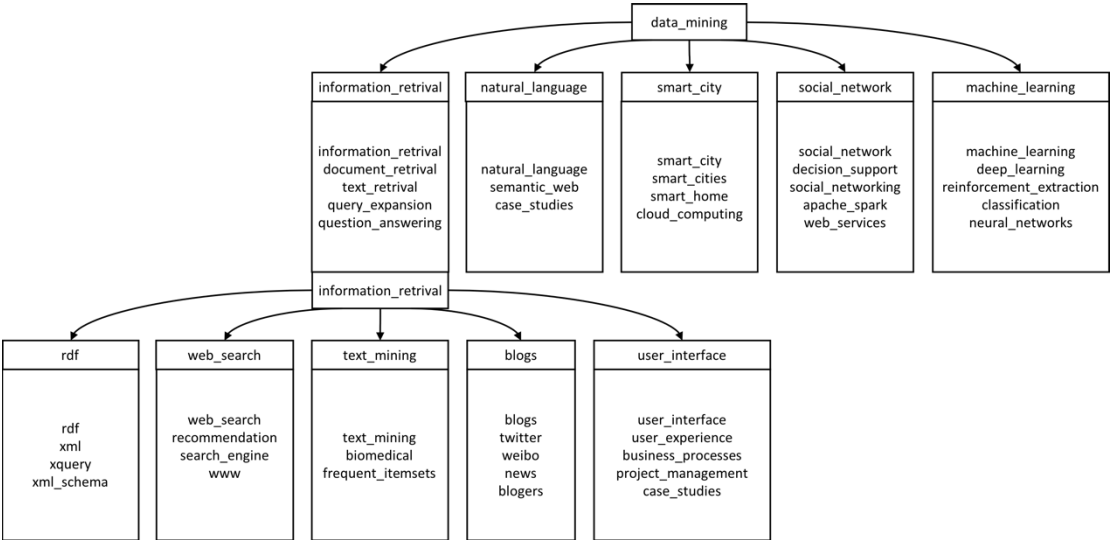 data_mining
information_retrival
information_retrival
document_retrival
text_retrival
query_expansion
question_answering
natural_language
natural_language
semantic_web
case_studies
smart_city
smart_city
smart_cities
smart_home
cloud_computing
social_network
social_network
decision_support
social_networking
apache_spark
web_services
machine_learning
machine_learning
deep_learning
reinforcement_extraction
classification
neural_networks
information_retrival
rdf
rdf
xml
xquery
xml_schema
web_search
web_search
recommendation
search_engine
www
text_mining
text_mining
biomedical
frequent_itemsets
blogs
blogs
twitter
weibo
news
blogers
user_interface
user_interface
user_experience
business_processes
project_management
case_studies